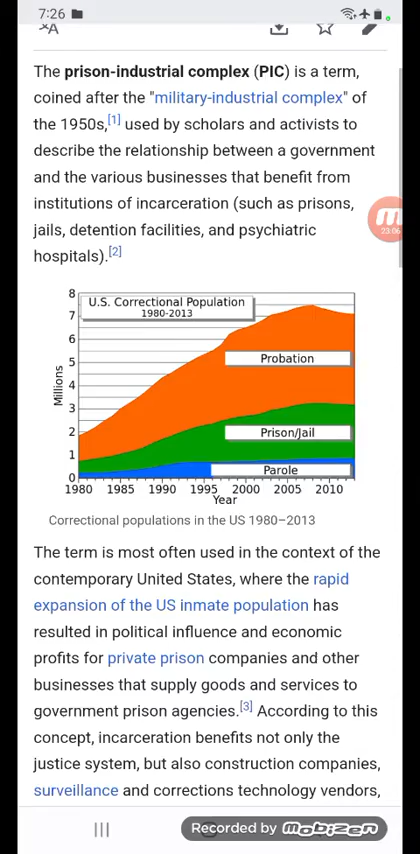 7:26
The prison-industrial complex (PIC) is a term,
coined after the "military-industrial complex" of
the 1950s,[1] used by scholars and activists to
describe the relationship between a government
and the various businesses that benefit from
institutions of incarceration (such as prisons,
jails, detention facilities, and psychiatric
hospitals).[2]
23:06
U.S. Correctional Population
1980-2013
8
7
6
5
4
3
2
1
0
Millions
Probation
Prison/Jail
Parole
1980 1985 1990 1995 2000 2005 2010
Year
Correctional populations in the US 1980–2013
The term is most often used in the context of the
contemporary United States, where the rapid
expansion of the US inmate population has
resulted in political influence and economic
profits for private prison companies and other
businesses that supply goods and services to
government prison agencies.[3] According to this
concept, incarceration benefits not only the
justice system, but also construction companies,
surveillance and corrections technology vendors,
Recorded by mobizen